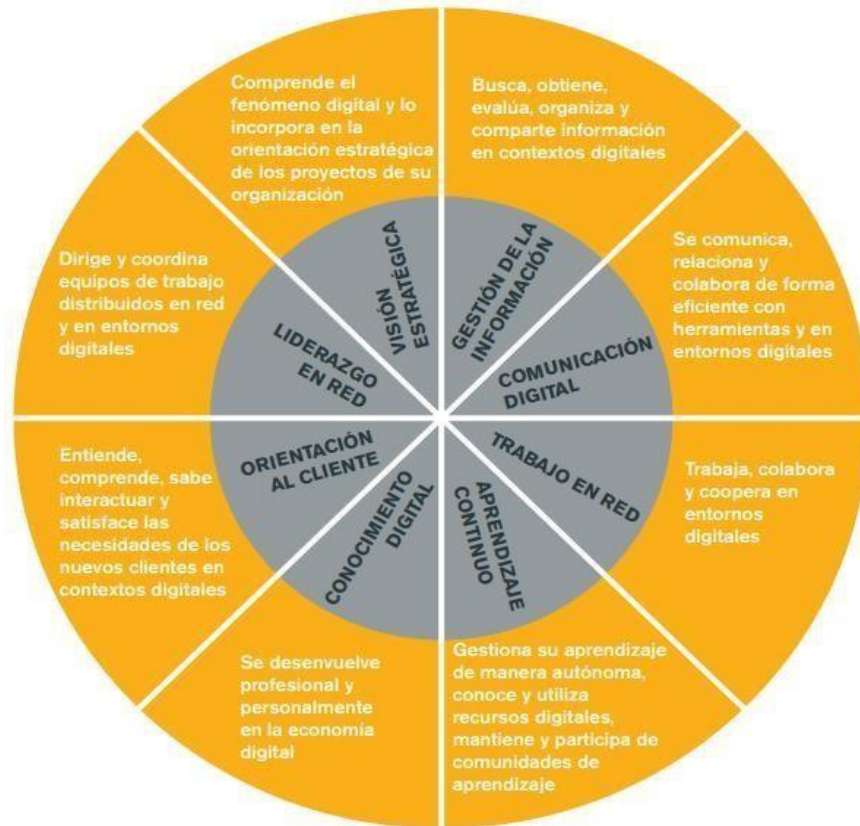 Comprende el
fenómeno digital y lo
incorpora en la
orientación estratégica
de los proyectos de su
organización
VISIÓN
ESTRATÉGICA
Busca, obtiene,
evalúa, organiza y
comparte información
en contextos digitales
GESTIÓN DE LA
INFORMACIÓN
Se comunica,
relaciona y
colabora de forma
eficiente con
herramientas y en
entornos digitales
COMUNICACIÓN
DIGITAL
Trabaja, colabora
y coopera en
entornos
digitales
TRABAJO EN RED
Gestiona su aprendizaje
de manera autónoma,
conoce y utiliza
recursos digitales,
mantiene y participa de
comunidades de
aprendizaje
APRENDIZAJE
CONTINUO
Se desenvuelve
profesional y
personalmente
en la economía
digital
CONOCIMIENTO
DIGITAL
Entiende,
comprende, sabe
interactuar y
satisface las
necesidades de los
nuevos clientes en
contextos digitales
ORIENTACIÓN
AL CLIENTE
Dirige y coordina
equipos de trabajo
distribuidos en red
y en entornos
digitales
LIDERAZGO
EN RED